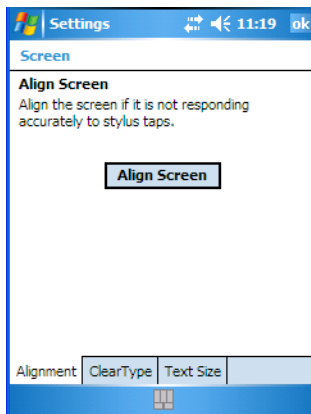 Settings 11:19 ok
Screen
Align Screen
Align the screen if it is not responding
accurately to stylus taps.
Align Screen
Alignment ClearType Text Size